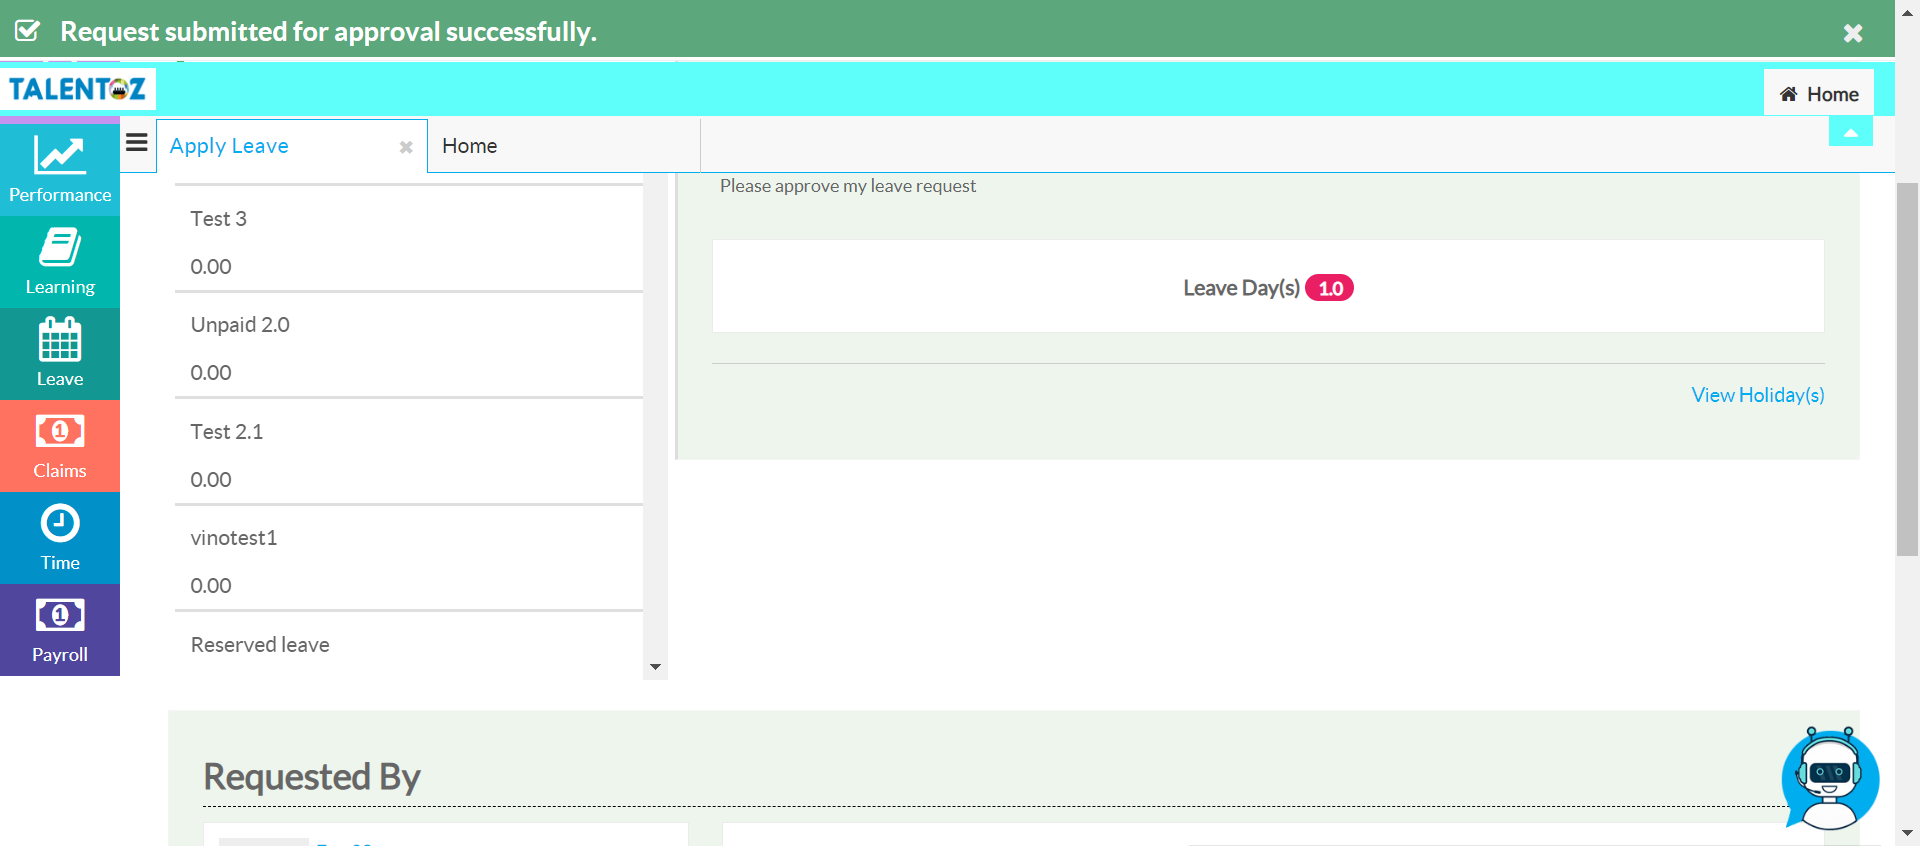 Request submitted for approval successfully.
TALENTOZ
Home
Apply Leave
Home
Performance
Learning
Leave
Claims
Time
Payroll
Test 3
0.00
Unpaid 2.0
0.00
Test 2.1
0.00
vinotest1
0.00
Reserved leave
Please approve my leave request
Leave Day(s) 1.0
View Holiday(s)
Requested By